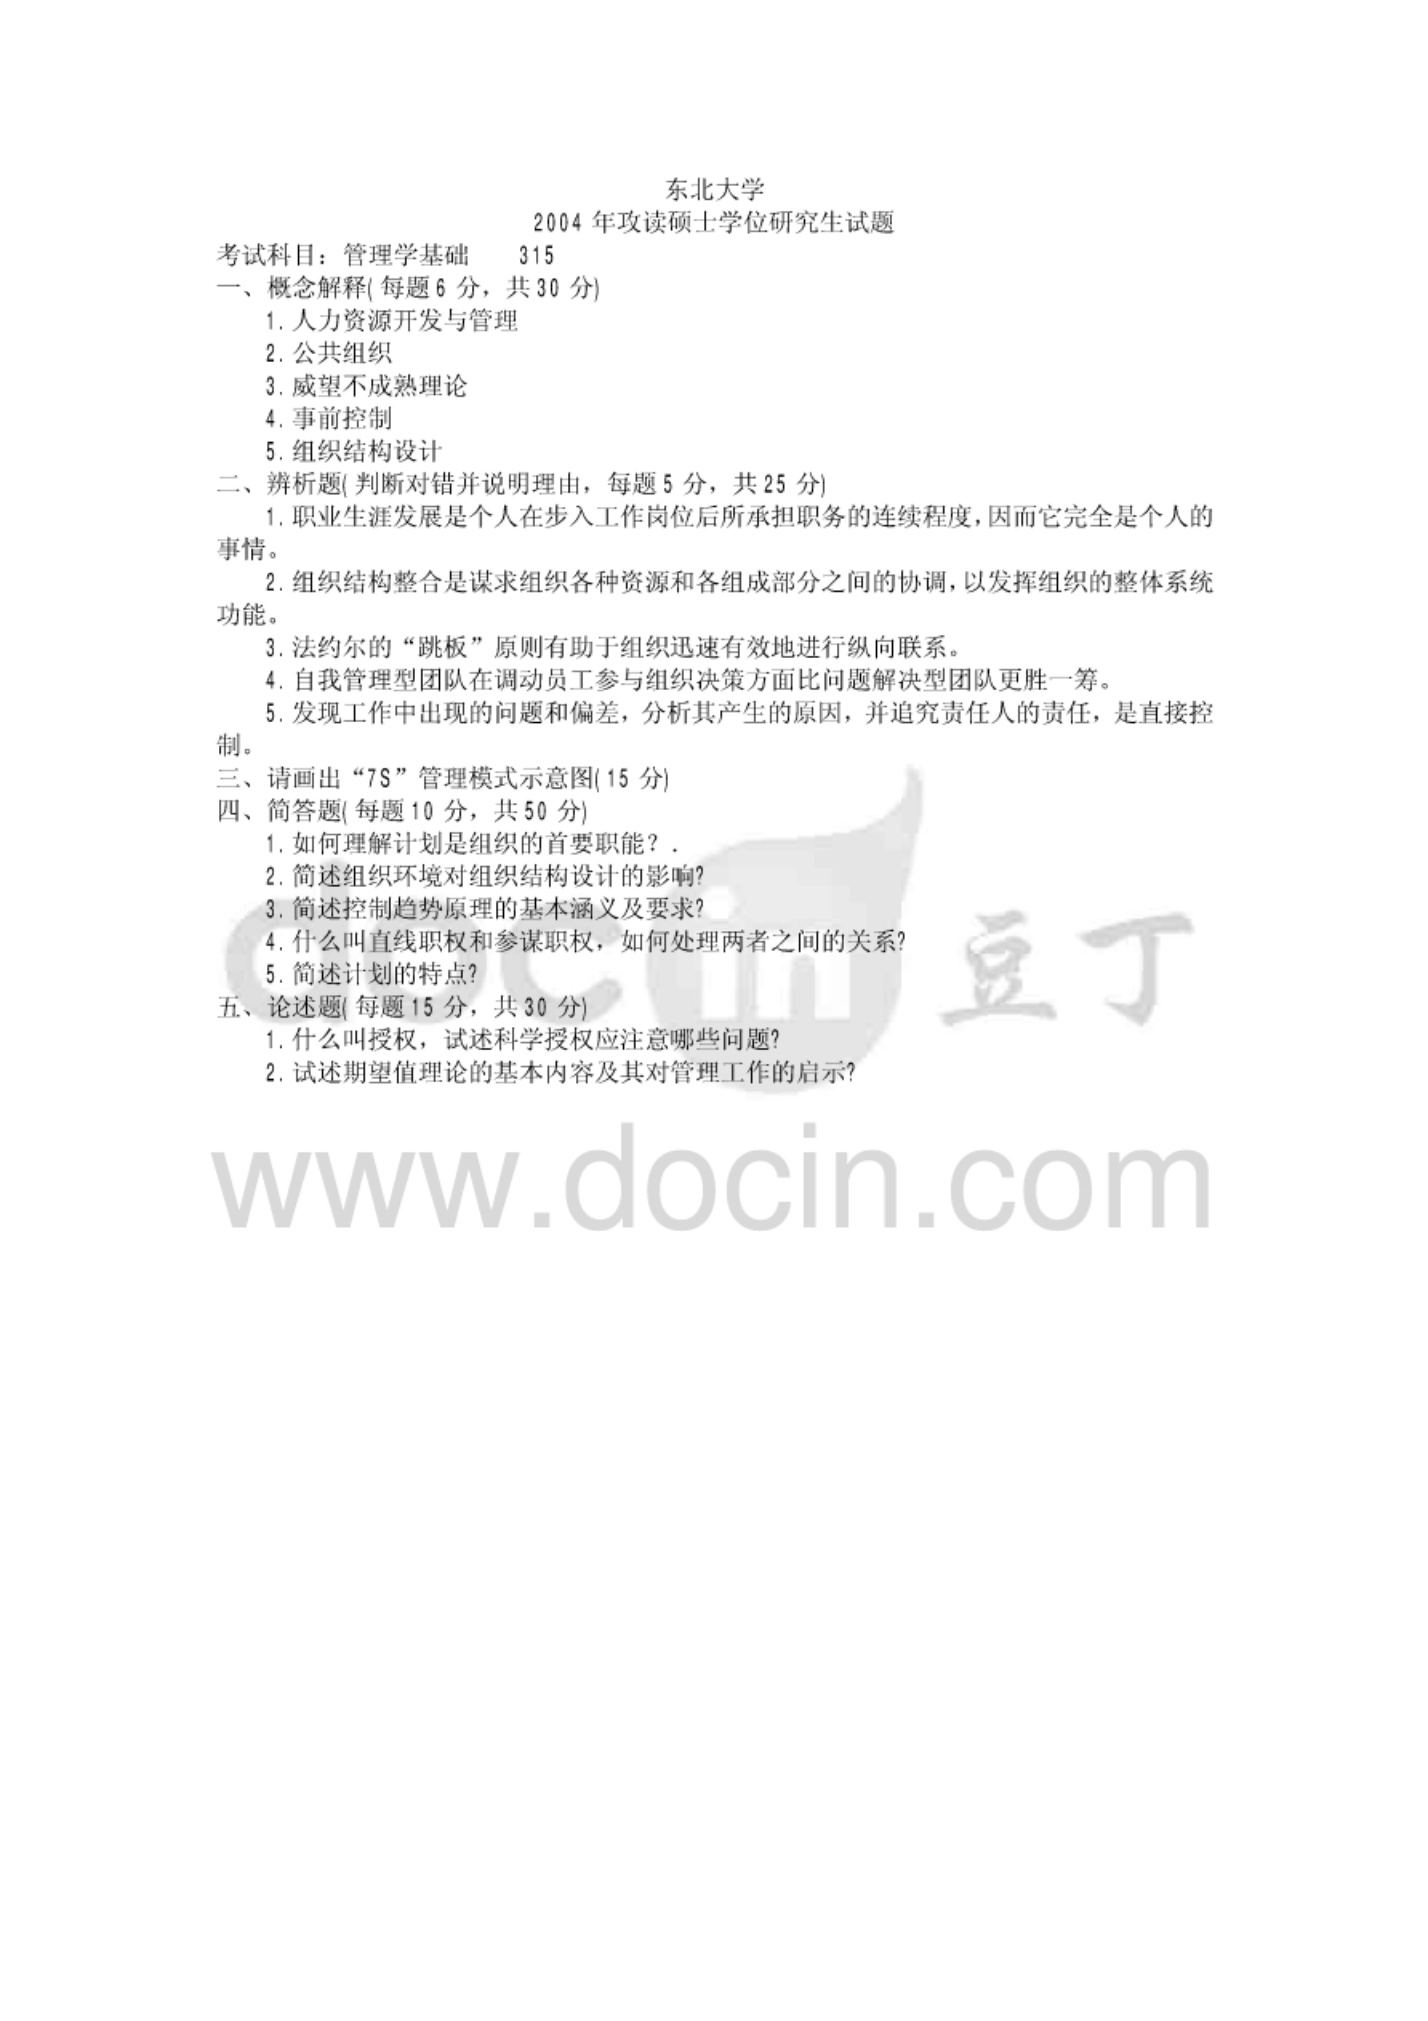 东北大学
2004 年攻读硕士学位研究生试题
考试科目：管理学基础 315
一、概念解释(每题6 分，共30 分)
1.人力资源开发与管理
2.公共组织
3.威望不成熟理论
4.事前控制
5.组织结构设计
二、辨析题(判断对错并说明理由，每题5 分，共25 分)
1.职业生涯发展是个人在步入工作岗位后所承担职务的连续程度,因而它完全是个人的
事情。
2.组织结构整合是谋求组织各种资源和各组成部分之间的协调,以发挥组织的整体系统
功能。
3.法约尔的“跳板”原则有助于组织迅速有效地进行纵向联系。
4.自我管理型团队在调动员工参与组织决策方面比问题解决型团队更胜一筹。
5.发现工作中出现的问题和偏差，分析其产生的原因，并追究责任人的责任，是直接控
制。
三、请画出“7S”管理模式示意图(15 分)
四、简答题(每题10 分，共50 分)
1.如何理解计划是组织的首要职能？.
2.简述组织环境对组织结构设计的影响?
3.简述控制趋势原理的基本涵义及要求?
4.什么叫直线职权和参谋职权，如何处理两者之间的关系?
5.简述计划的特点?
五、论述题(每题15 分，共30 分)
1.什么叫授权，试述科学授权应注意哪些问题?
2.试述期望值理论的基本内容及其对管理工作的启示?
docin 豆丁
www.docin.com